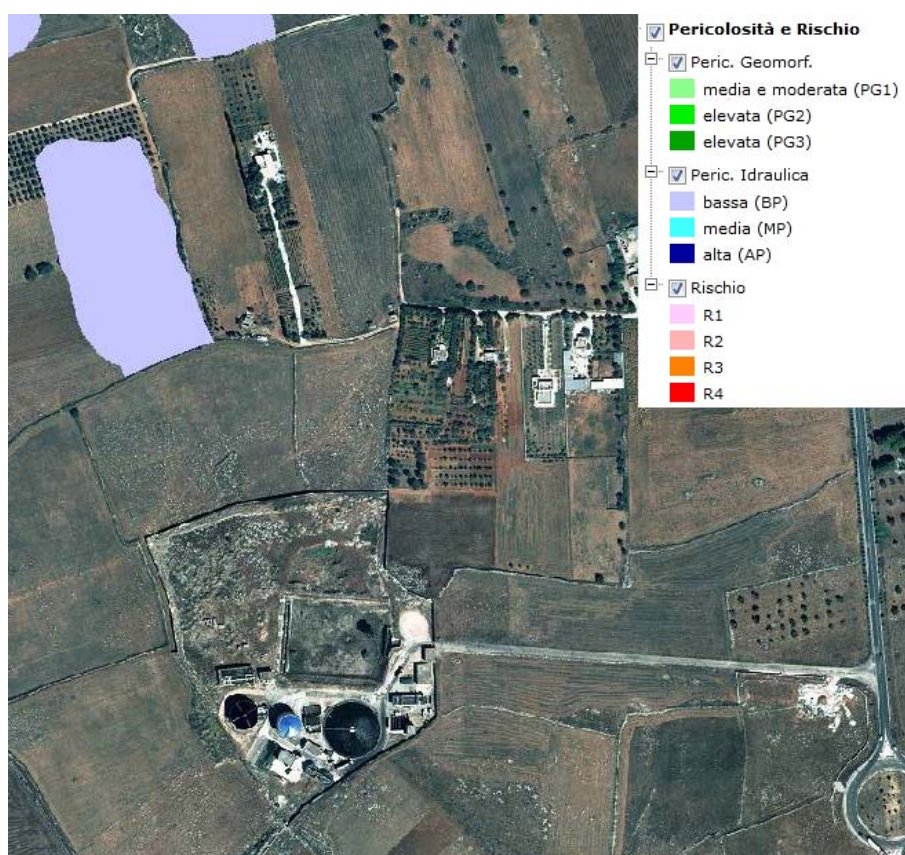 Pericolosità e Rischio
Peric. Geomorf.
media e moderata (PG1)
elevata (PG2)
elevata (PG3)
Peric. Idraulica
bassa (BP)
media (MP)
alta (AP)
Rischio
R1
R2
R3
R4